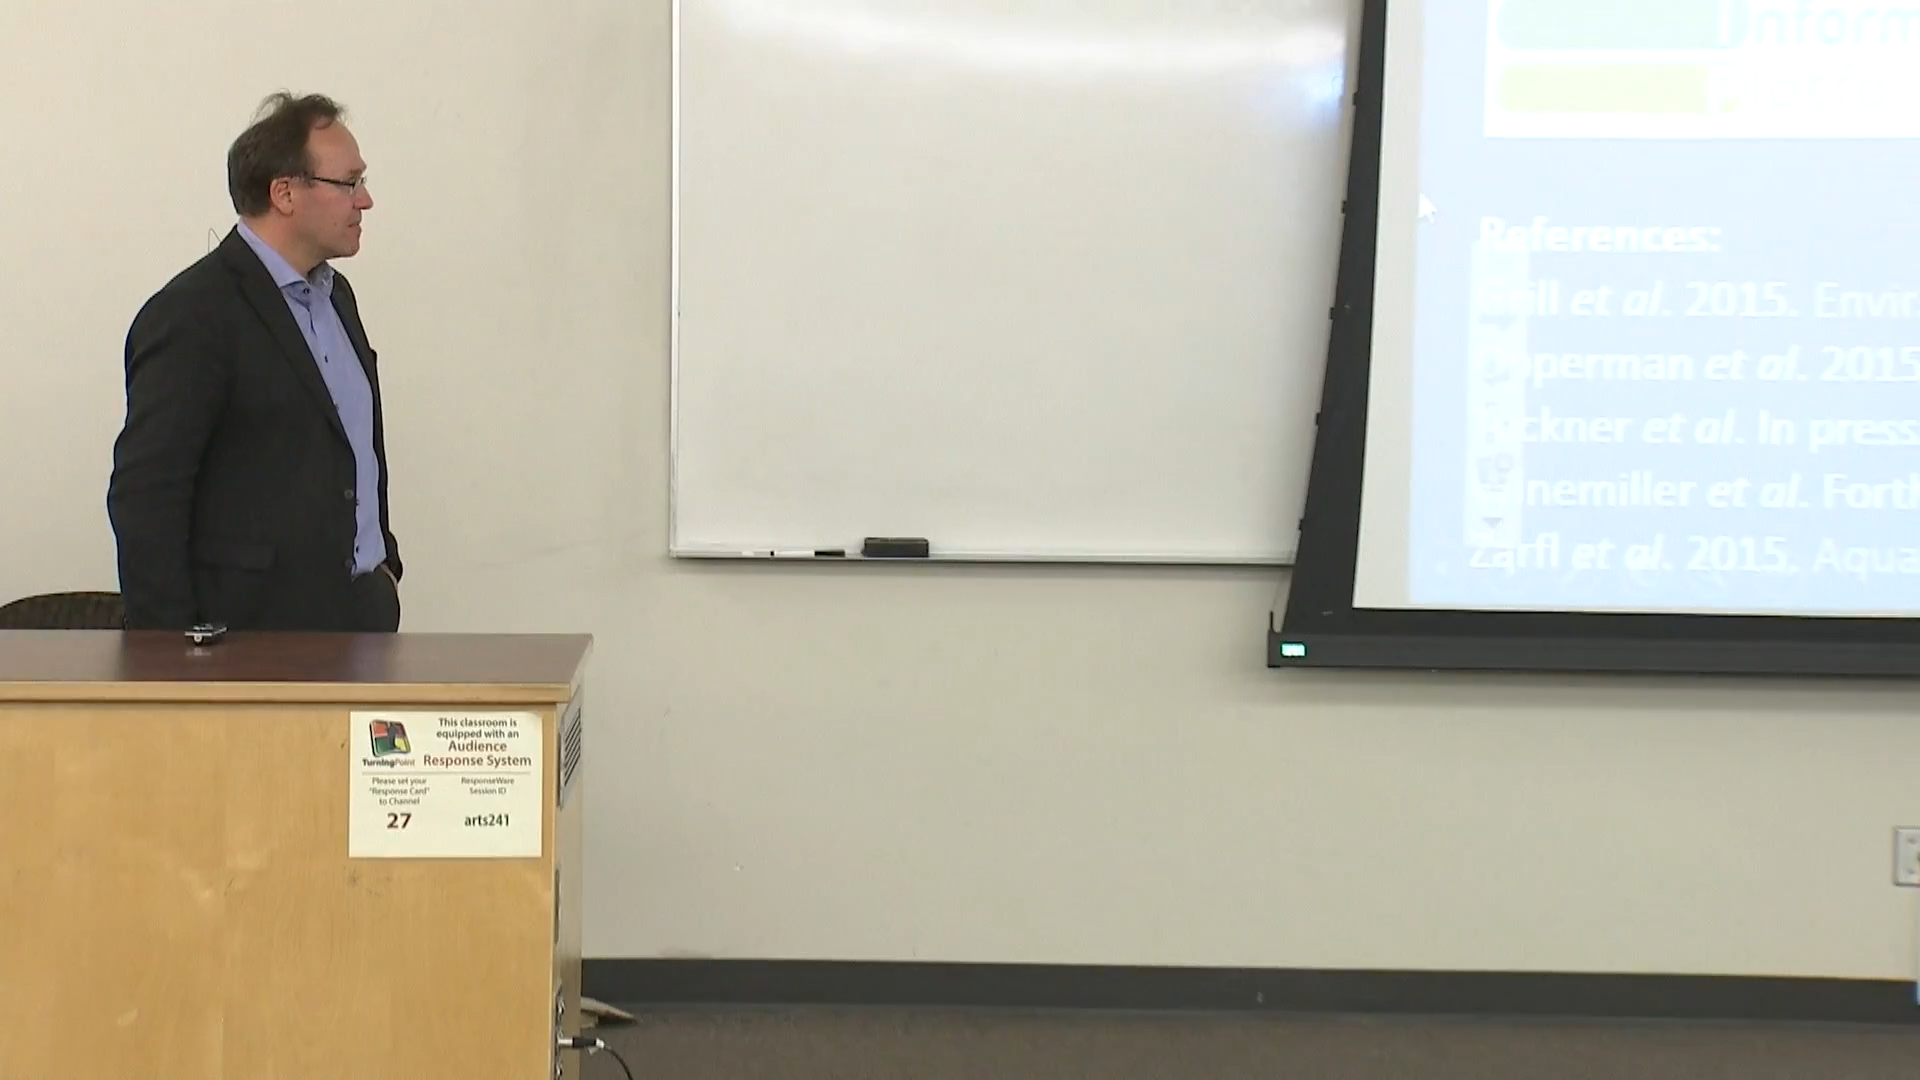 Inform
References:
et al. 2015. Envir
et al. 2015
et al. In press
et al. Forth
Zarfl et al. 2015. Aqua
This classroom is
equipped with an
Audience
Response System
TurningPoint
Please set your
"Response Card"
to Channel
27
ResponseWare
Session ID
arts241